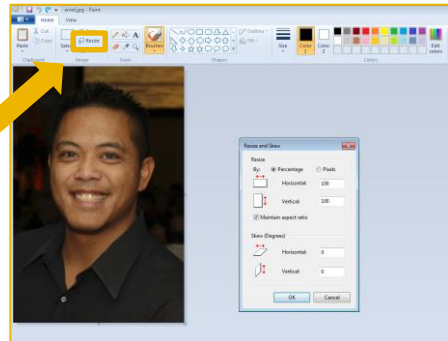 arnel.jpg - Paint
Home View
Paste
Cut
Copy
Select
Resize
Brushes
Outline
Fill
Size
Color 1
Color 2
Edit colors
Clipboard
Image
Tools
Shapes
Colors
Resize and Skew
Resize
By: Percentage Pixels
Horizontal: 100
Vertical: 100
Maintain aspect ratio
Skew (Degrees)
Horizontal: 0
Vertical: 0
OK Cancel